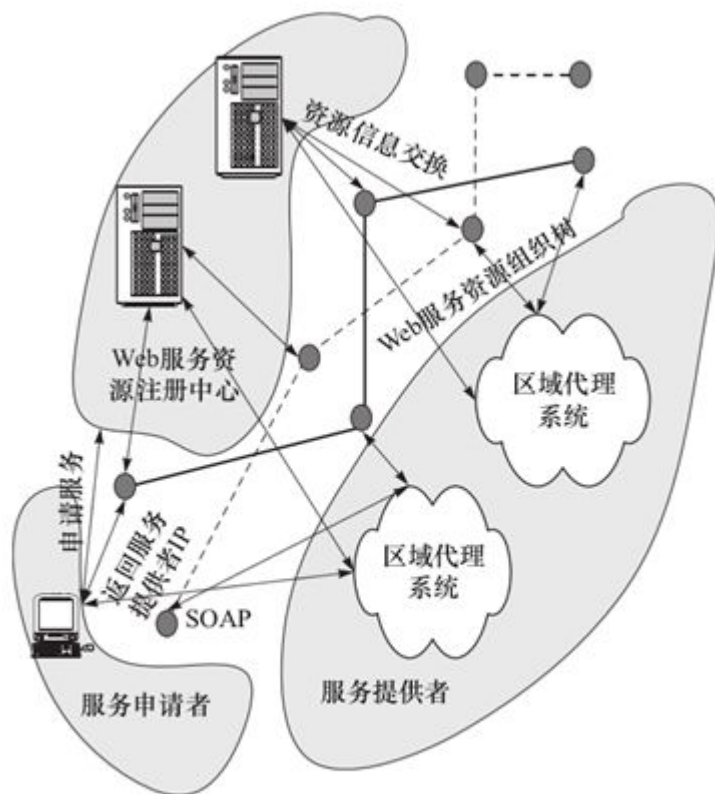 资源信息交换
Web服务资源组织树
Web服务资
源注册中心
区域代理
系统
申请服务
返回服务
提供者IP
区域代理
系统
SOAP
服务申请者
服务提供者